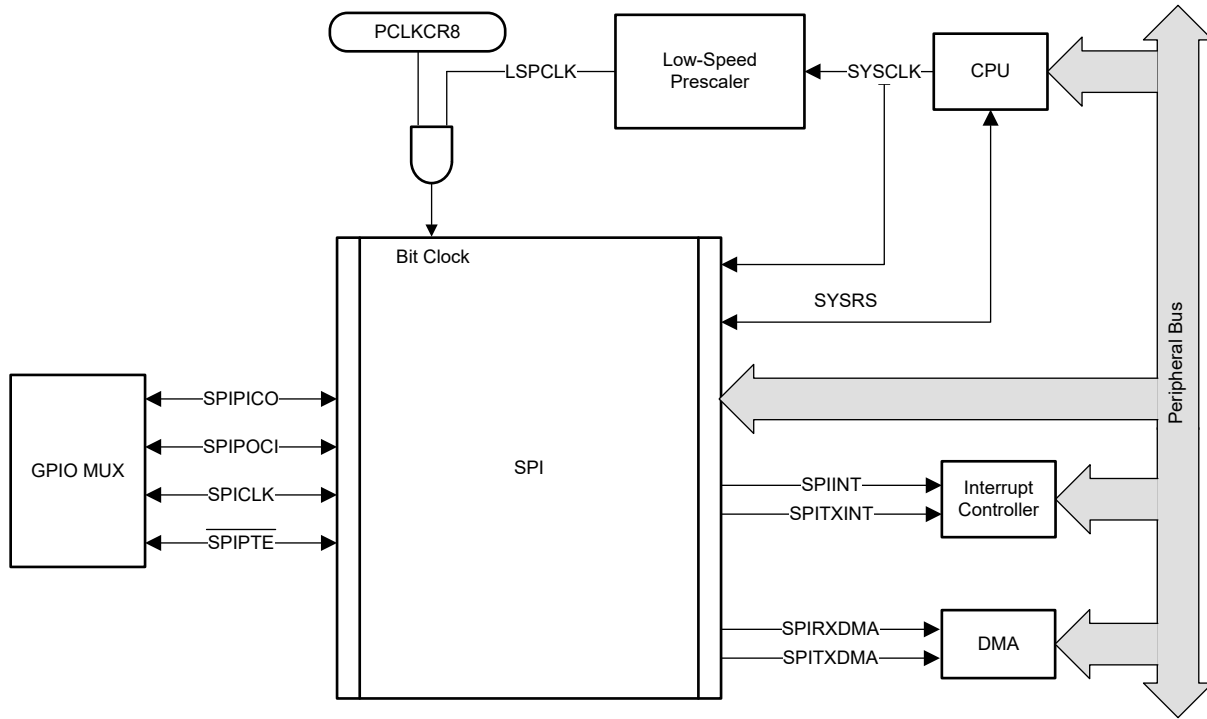 PCLKCR8
LSPCLK
Low-Speed
Prescaler
SYSCLK
CPU
Bit Clock
SYSRS
Peripheral Bus
GPIO MUX
SPIPICO
SPIPOCI
SPICLK
SPIPTE
SPI
SPIINT
SPITXINT
Interrupt
Controller
SPIRXDMA
SPITXDMA
DMA